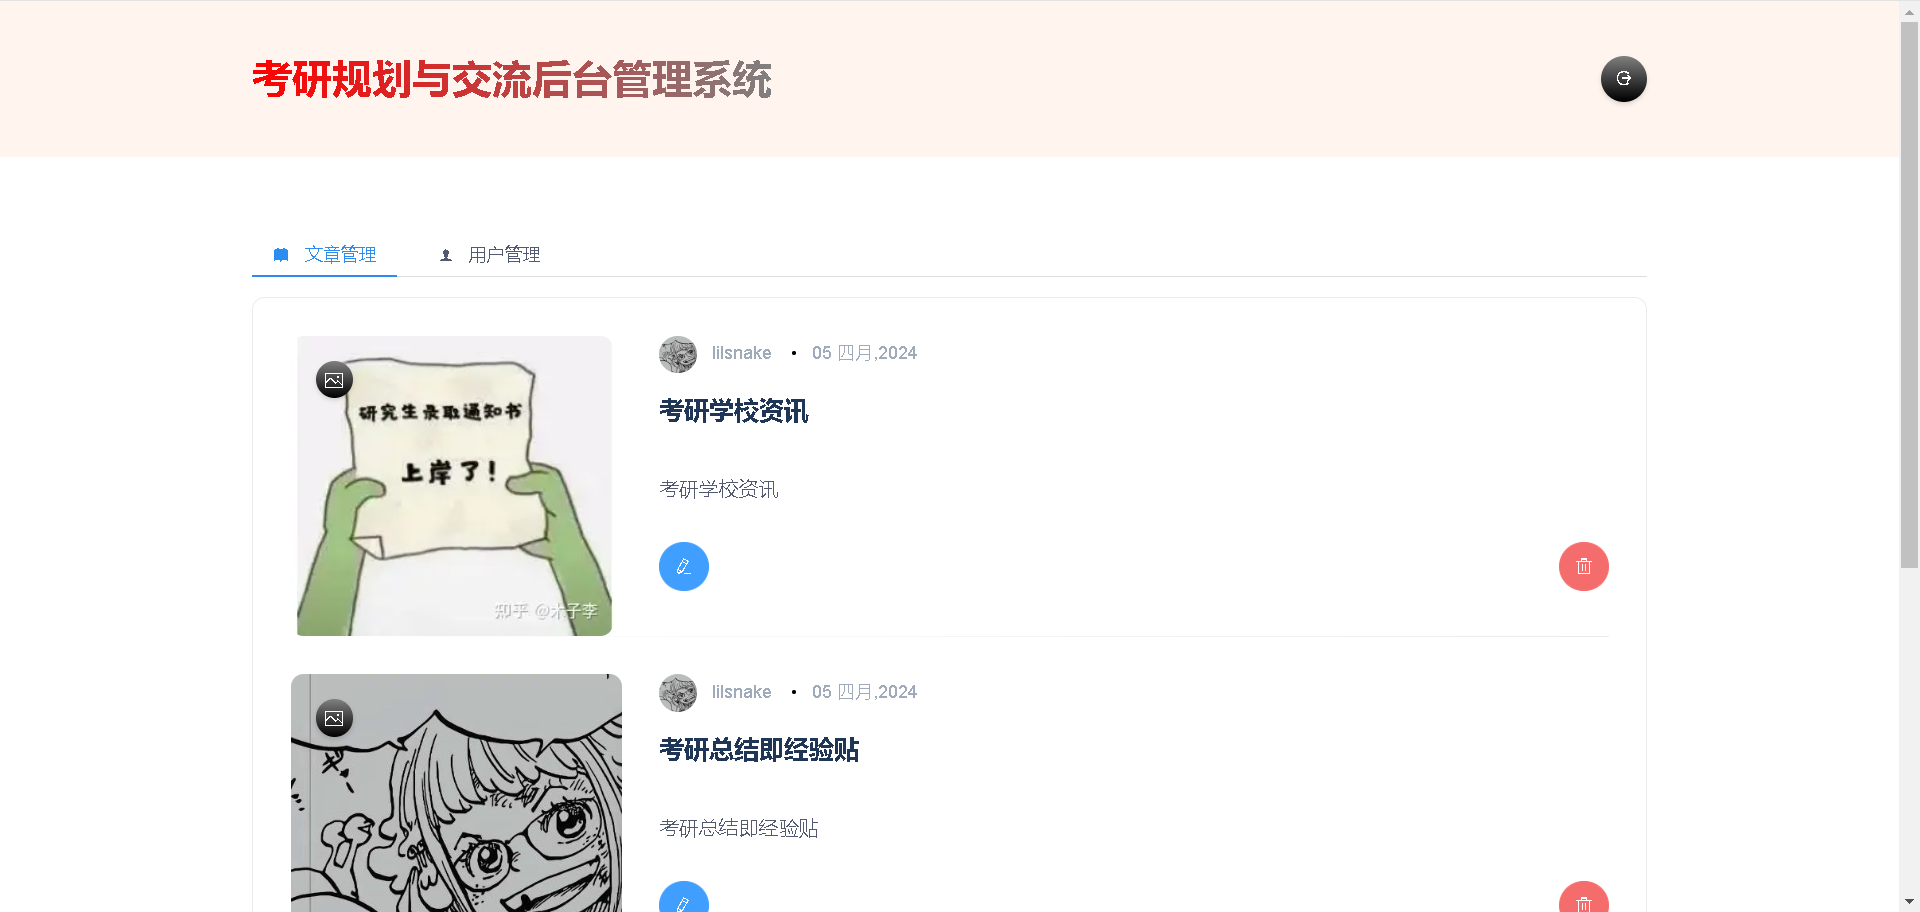 考研规划与交流后台管理系统
文章管理
用户管理
研究生录取通知书
上岸了!
知乎 @木子李
lilsnake • 05 四月,2024
考研学校资讯
考研学校资讯
lilsnake • 05 四月,2024
考研总结即经验贴
考研总结即经验贴